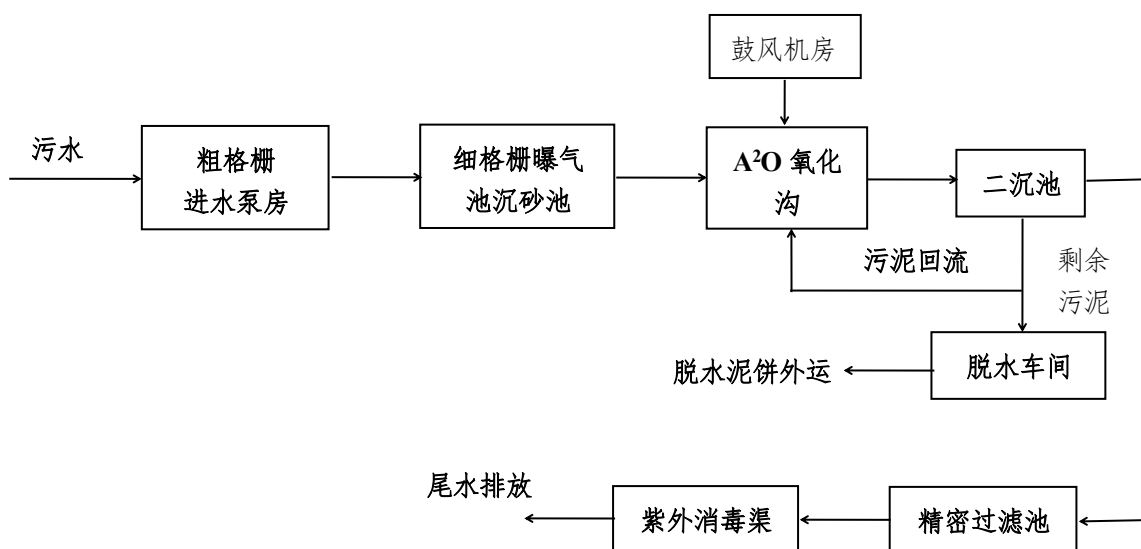 鼓风机房
污水
粗格栅
进水泵房
细格栅曝气
池沉砂池
A²O 氧化
沟
二沉池
污泥回流
剩余
污泥
脱水泥饼外运
脱水车间
尾水排放
紫外消毒渠
精密过滤池